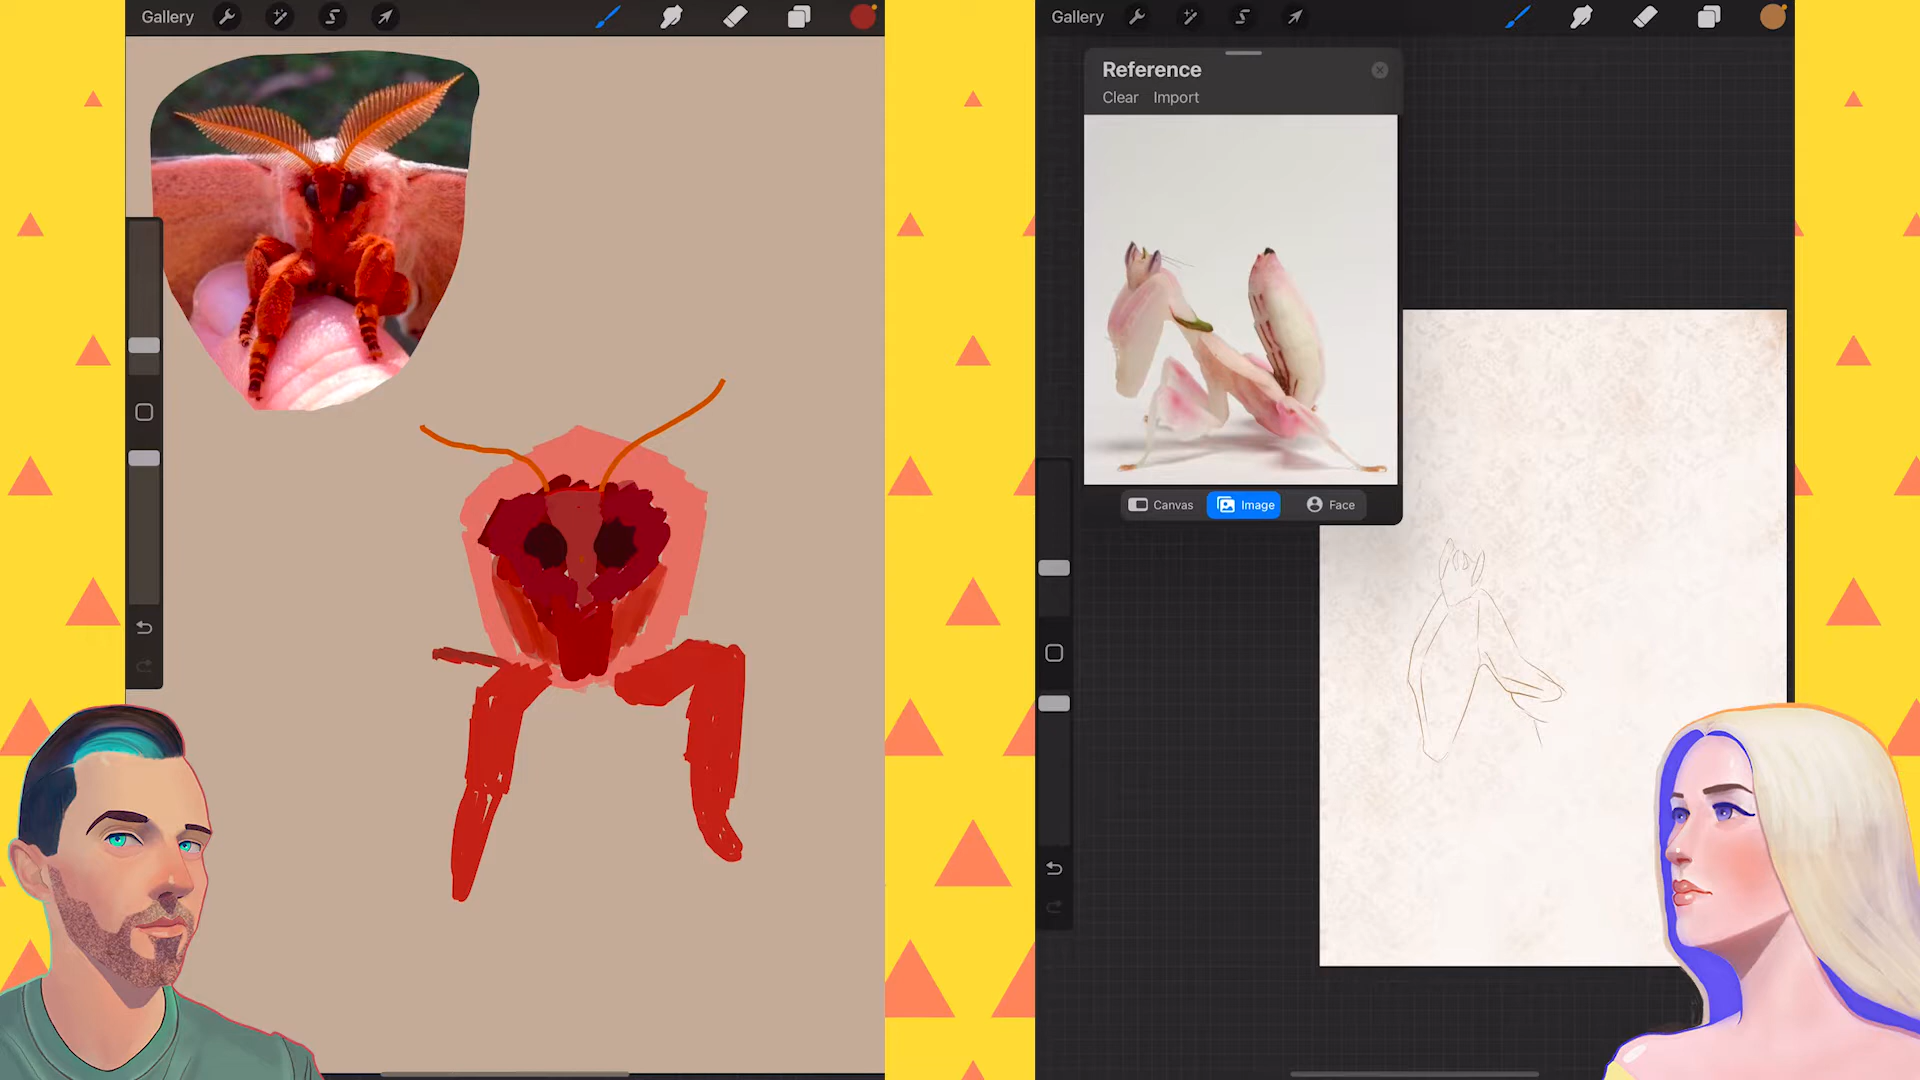 Gallery
Gallery
Reference
Clear Import
Canvas Image Face